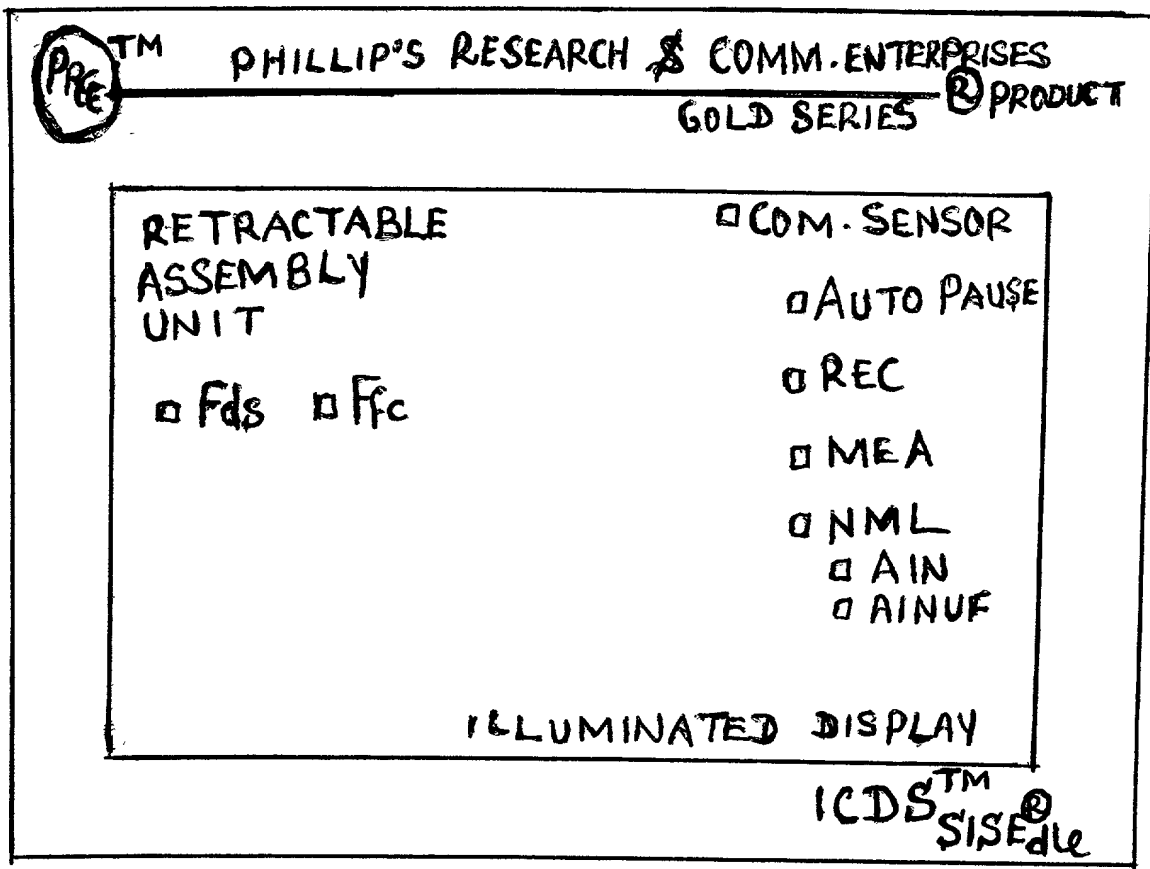 PRCE TM PHILLIP'S RESEARCH & COMM. ENTERPRISES
® PRODUCT
GOLD SERIES
RETRACTABLE
ASSEMBLY
UNIT
Fds Ffc
COM. SENSOR
AUTO PAUSE
REC
MEA
NML
AIN
AINUF
ILLUMINATED DISPLAY
ICDS TM
SISE ® dle